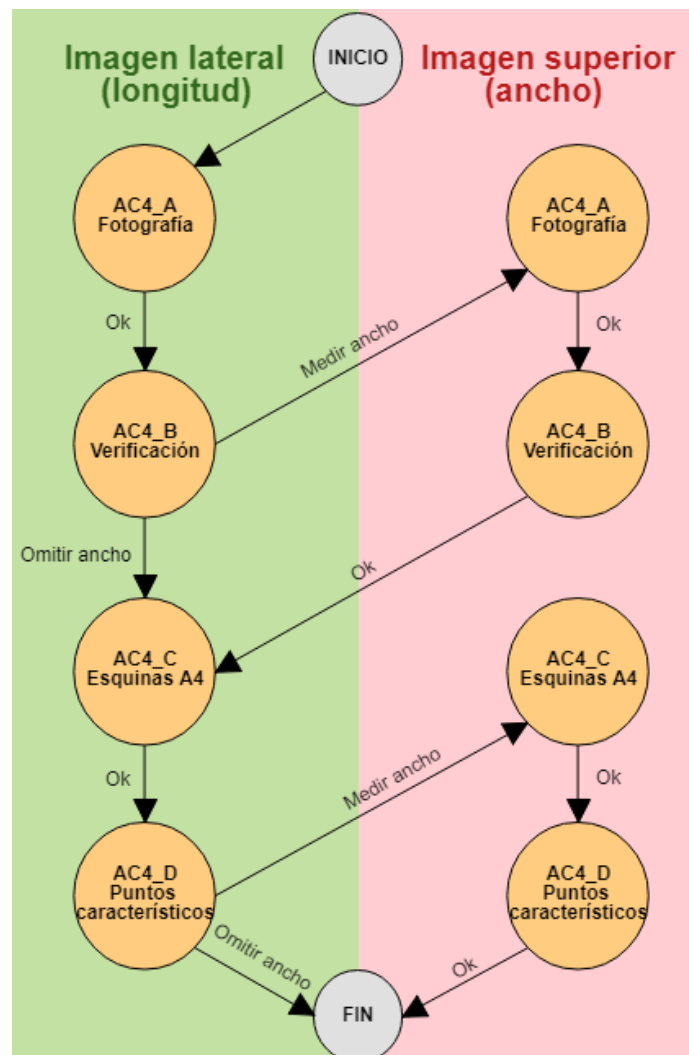 Imagen lateral
(longitud)
INICIO
Imagen superior
(ancho)
AC4_A
Fotografía
AC4_A
Fotografía
Ok
Medir ancho
Ok
AC4_B
Verificación
AC4_B
Verificación
Omitir ancho
Ok
AC4_C
Esquinas A4
AC4_C
Esquinas A4
Ok
Medir ancho
Ok
AC4_D
Puntos
característicos
AC4_D
Puntos
característicos
Omitir ancho
Ok
FIN